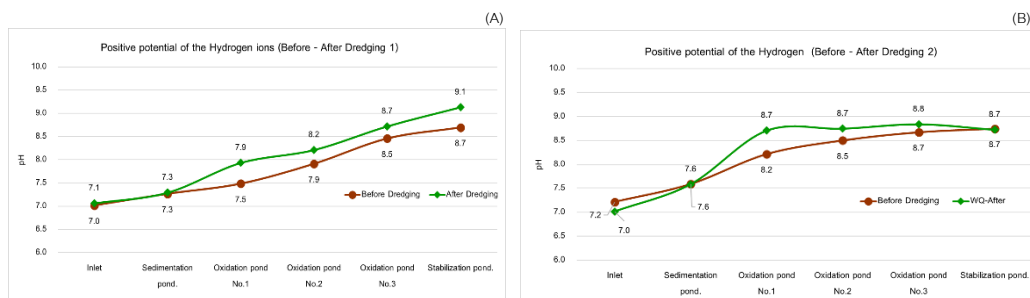 (A)
Positive potential of the Hydrogen ions (Before - After Dredging 1)
10.0
9.5
9.0
8.5
8.0
7.5
7.0
6.5
6.0
pH
7.1
7.3
7.9
8.2
8.7
9.1
7.0
7.3
7.5
7.9
8.5
8.7
Before Dredging
After Dredging
Inlet
Sedimentation
pond.
Oxidation pond
No.1
Oxidation pond
No.2
Oxidation pond
No.3
Stabilization pond.
(B)
Positive potential of the Hydrogen (Before - After Dredging 2)
10.0
9.5
9.0
8.5
8.0
7.5
7.0
6.5
6.0
pH
7.6
8.7
8.7
8.8
8.7
7.2
7.0
7.6
8.2
8.5
8.7
8.7
Before Dredging
WQ-After
Inlet
Sedimentation pond.
Oxidation pond
No.1
Oxidation pond
No.2
Oxidation pond
No.3
Stabilization pond.